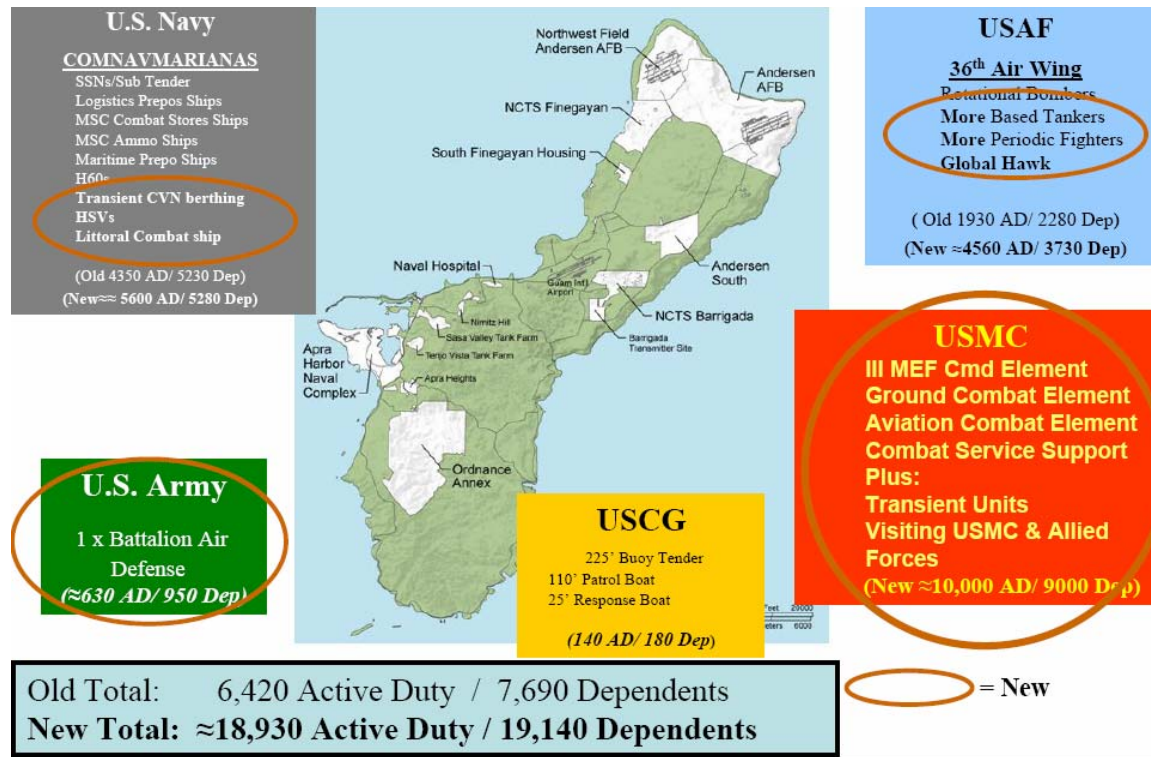 U.S. Navy
COMNAVMARIANAS
SSNs/Sub Tender
Logistics Prepos Ships
MSC Combat Stores Ships
MSC Ammo Ships
Maritime Prepo Ships
H60s
Transient CVN berthing
HSVs
Littoral Combat ship
(Old 4350 AD/ 5230 Dep)
(New≈≈ 5600 AD/ 5280 Dep)
Northwest Field
Andersen AFB
Andersen
AFB
NCTS Finegayan
South Finegayan Housing
Andersen
South
Naval Hospital
Guam Int'l
Airport
NCTS Barrigada
Nimitz Hill
Sasa Valley Tank Farm
Barrigada
Transmitter Site
Tenjo Vista Tank Farm
Apra
Harbor
Naval
Complex
Apra Heights
Ordnance
Annex
Feet 20000
meters 6000
USAF
36th Air Wing
Rotational Bombers
More Based Tankers
More Periodic Fighters
Global Hawk
( Old 1930 AD/ 2280 Dep)
(New ≈4560 AD/ 3730 Dep)
USMC
III MEF Cmd Element
Ground Combat Element
Aviation Combat Element
Combat Service Support
Plus:
Transient Units
Visiting USMC & Allied
Forces
(New ≈10,000 AD/ 9000 Dep)
U.S. Army
1 x Battalion Air
Defense
(≈630 AD/ 950 Dep)
USCG
225’ Buoy Tender
110’ Patrol Boat
25’ Response Boat
(140 AD/ 180 Dep)
Old Total: 6,420 Active Duty / 7,690 Dependents
New Total: ≈18,930 Active Duty / 19,140 Dependents
= New